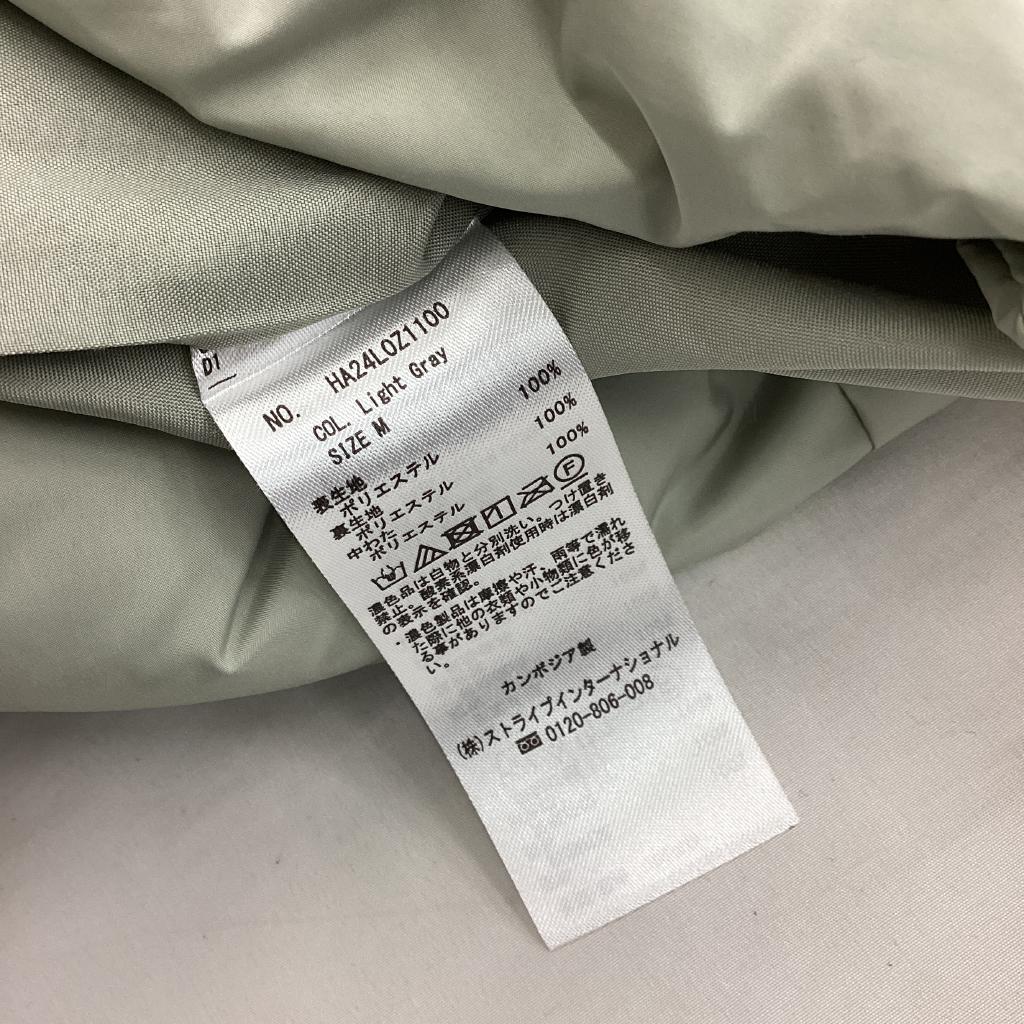 D1
NO. HA24L0Z1100
COL. Light Gray
SIZE M
表生地
ポリエステル 100%
裏生地
ポリエステル 100%
中わた
ポリエステル 100%
F
濃色品は白物と分別洗い。つけ置き
禁止。酸素系漂白剤使用時は漂白剤
の表示を確認。
・濃色製品は摩擦や汗、雨等で濡れ
た際に他の衣類や小物類に色が移
る事がありますのでご注意くださ
い。
カンボジア製
(株)ストライプインターナショナル
0120-806-008